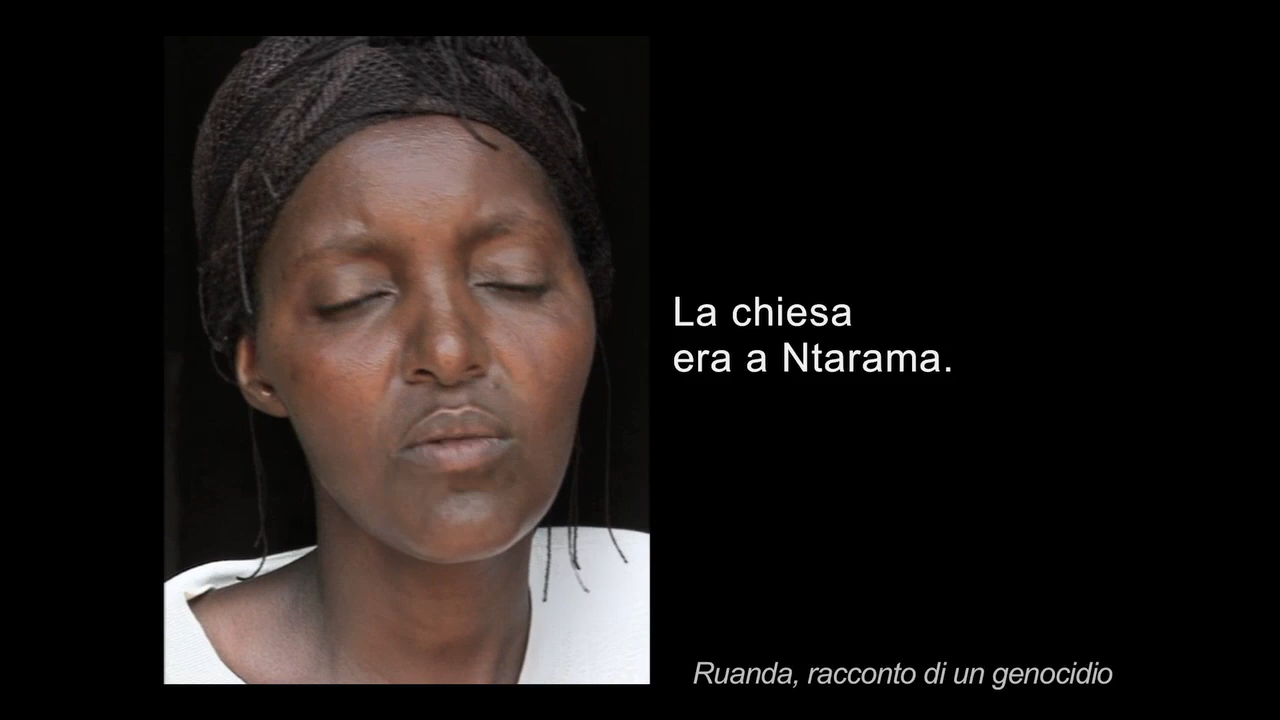 La chiesa
era a Ntarama.
Ruanda, racconto di un genocidio